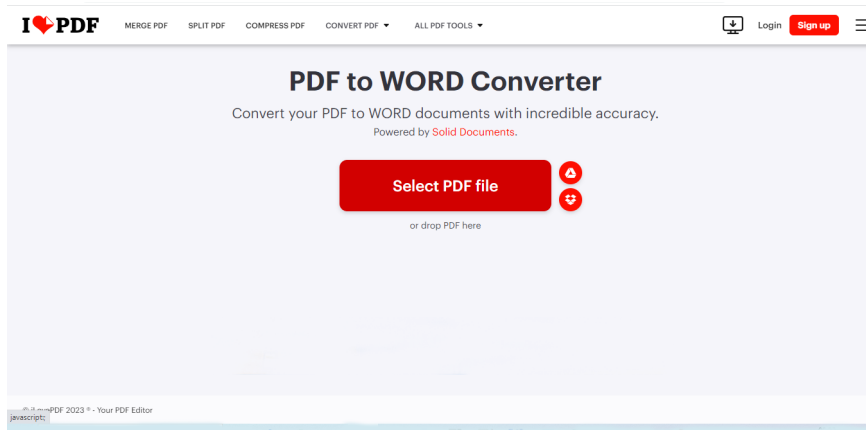 I PDF
MERGE PDF SPLIT PDF COMPRESS PDF CONVERT PDF ALL PDF TOOLS Login Sign up
PDF to WORD Converter
Convert your PDF to WORD documents with incredible accuracy.
Powered by Solid Documents.
Select PDF file
or drop PDF here
PDF 2023 ® - Your PDF Editor
javascript:;